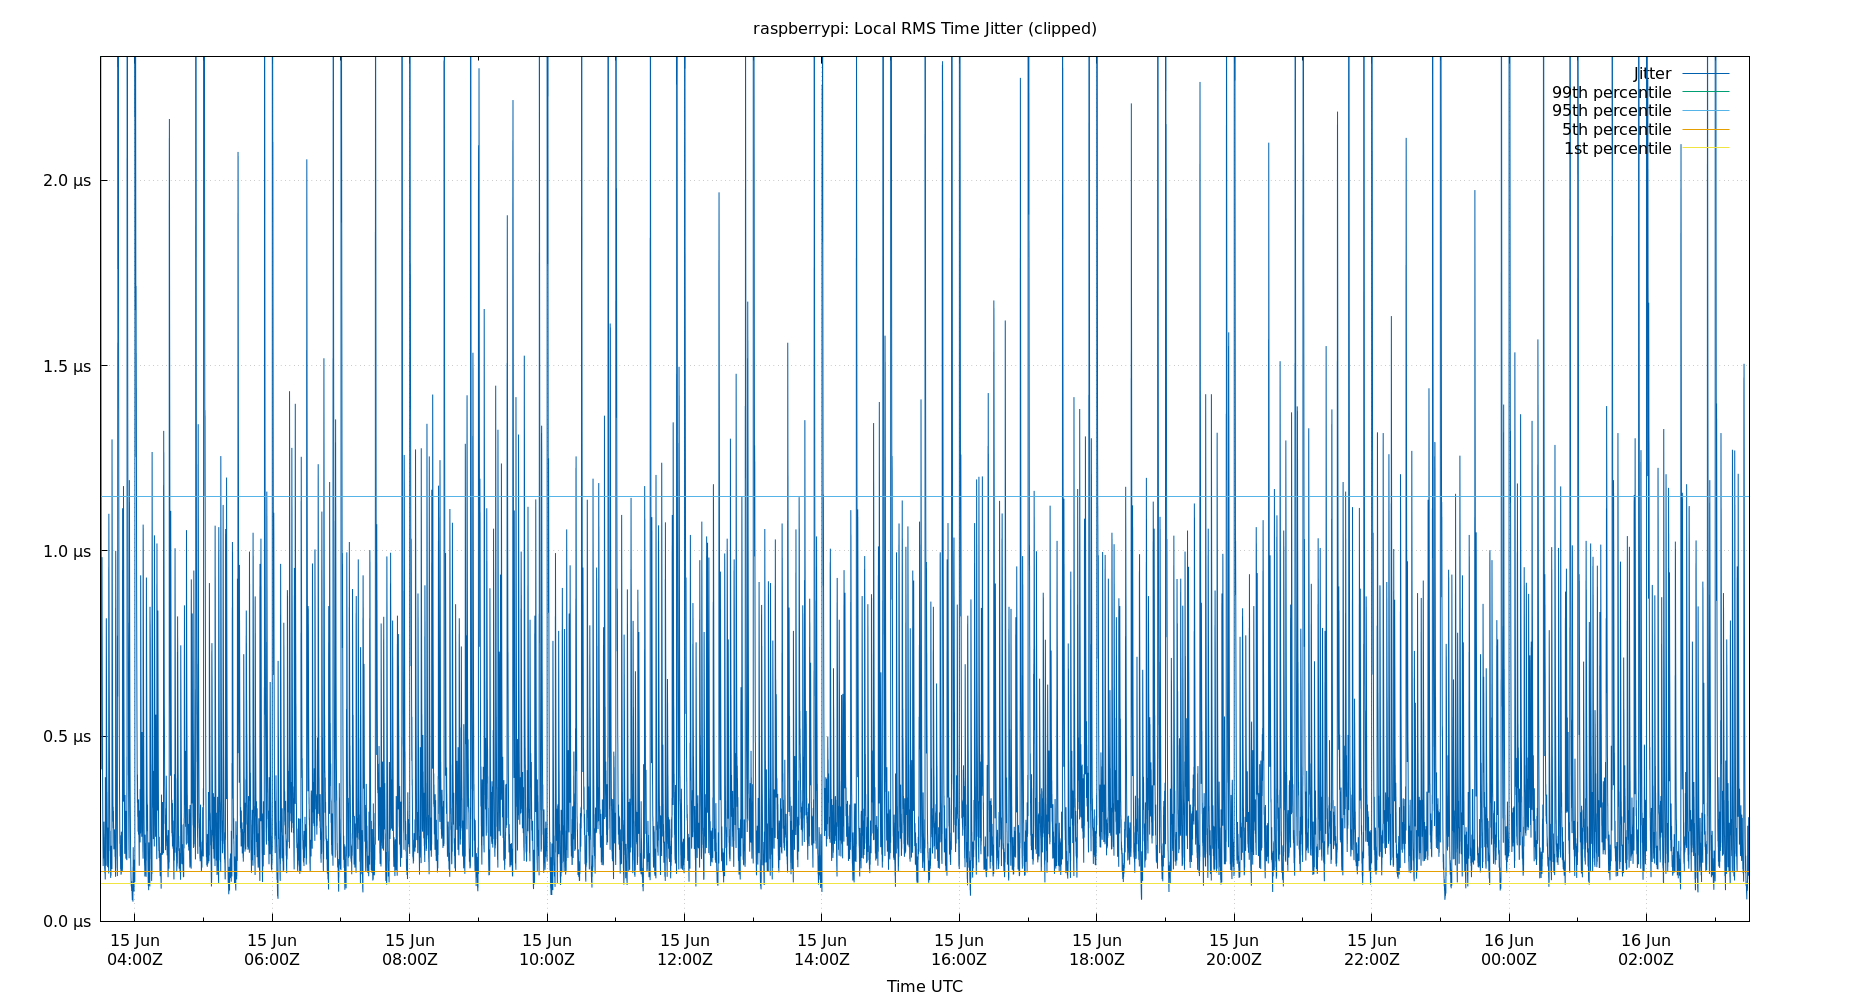 raspberrypi: Local RMS Time Jitter (clipped)
Jitter
99th percentile
95th percentile
5th percentile
1st percentile
2.0 µs
1.5 µs
1.0 µs
0.5 µs
0.0 µs
15 Jun 15 Jun 15 Jun 15 Jun 15 Jun 15 Jun 15 Jun 15 Jun 15 Jun 15 Jun 16 Jun 16 Jun
04:00Z 06:00Z 08:00Z 10:00Z 12:00Z 14:00Z 16:00Z 18:00Z 20:00Z 22:00Z 00:00Z 02:00Z
Time UTC